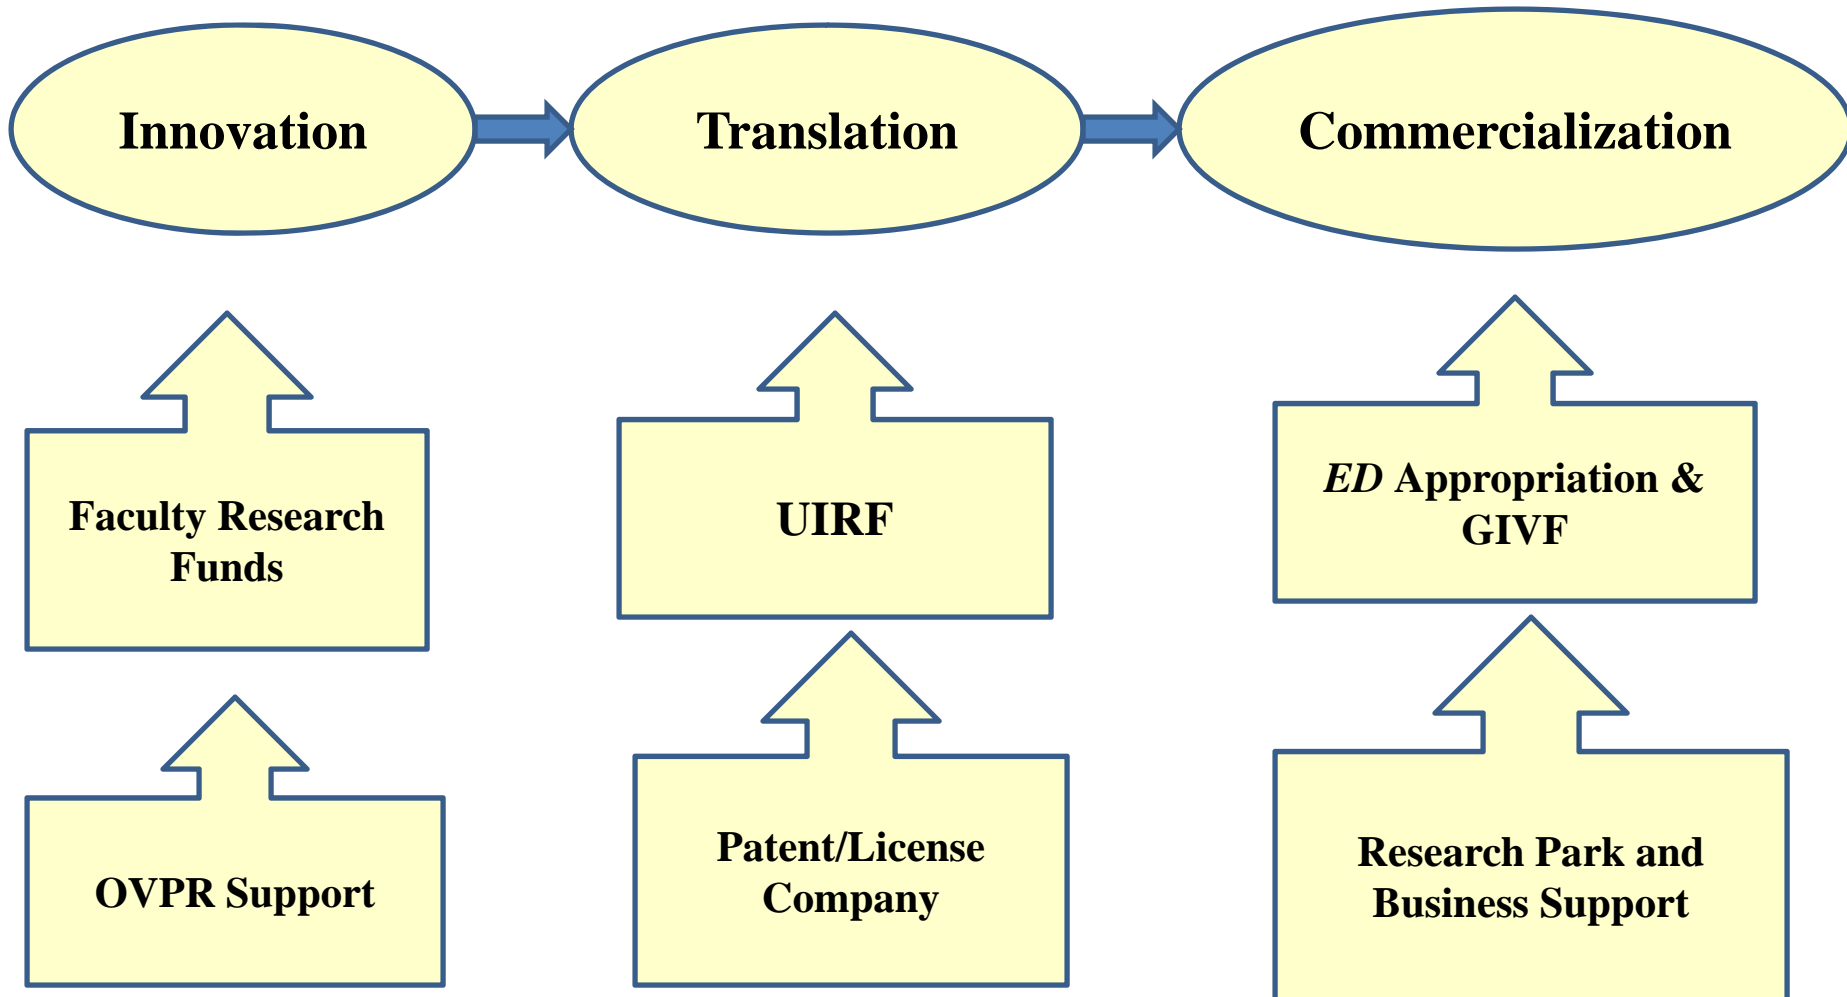 Innovation
Translation
Commercialization
Faculty Research
Funds
UIRF
ED Appropriation &
GIVF
OVPR Support
Patent/License
Company
Research Park and
Business Support